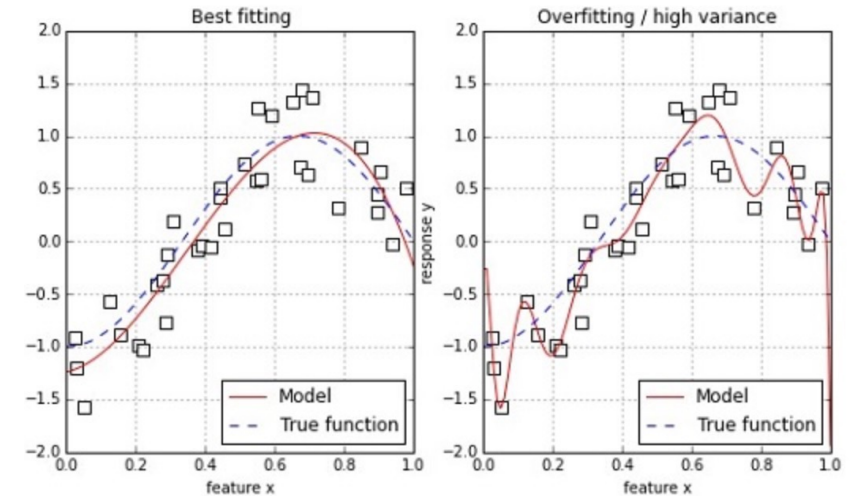 Best fitting
2.0
1.5
1.0
0.5
0.0
−0.5
−1.0
−1.5
−2.0
0.0 0.2 0.4 0.6 0.8 1.0
feature x
Model
True function
Overfitting / high variance
response y
2.0
1.5
1.0
0.5
0.0
−0.5
−1.0
−1.5
−2.0
0.0 0.2 0.4 0.6 0.8 1.0
feature x
Model
True function